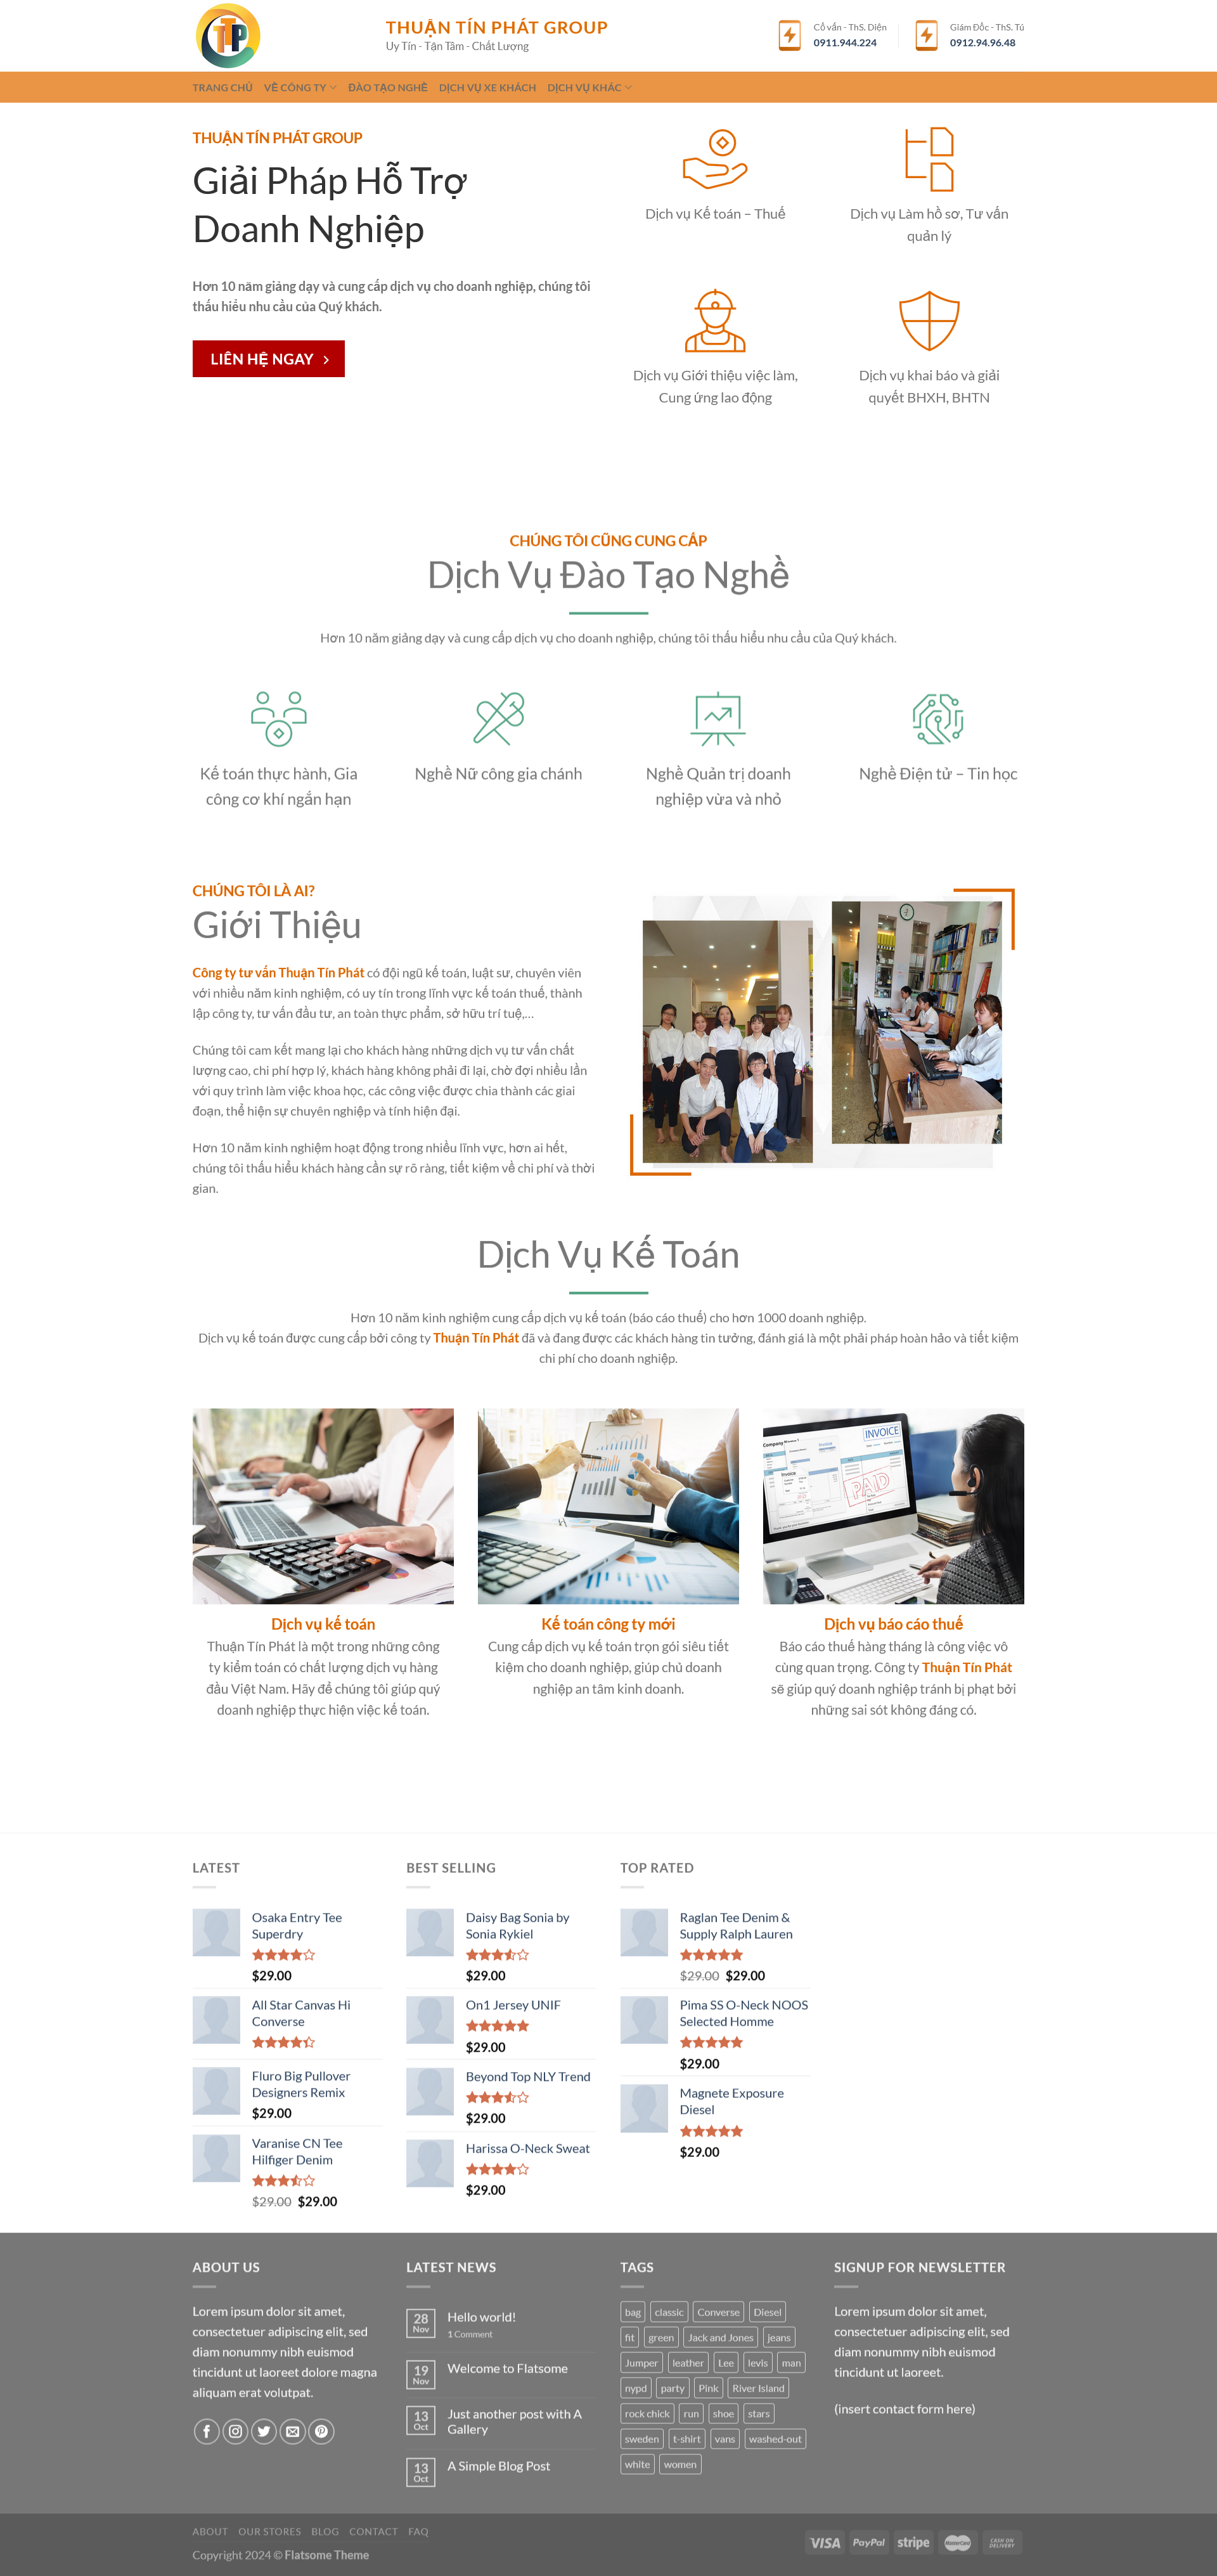 TP
THUẬN TÍN PHÁT GROUP
Uy Tín - Tận Tâm - Chất Lượng
Cố vấn - ThS. Diện
0911.944.224
Giám Đốc - ThS. Tú
0912.94.96.48
TRANG CHỦ
VỀ CÔNG TY
ĐÀO TẠO NGHỀ
DỊCH VỤ XE KHÁCH
DỊCH VỤ KHÁC
THUẬN TÍN PHÁT GROUP
Giải Pháp Hỗ Trợ
Doanh Nghiệp
Hơn 10 năm giảng dạy và cung cấp dịch vụ cho doanh nghiệp, chúng tôi
thấu hiểu nhu cầu của Quý khách.
LIÊN HỆ NGAY
Dịch vụ Kế toán – Thuế
Dịch vụ Làm hồ sơ, Tư vấn
quản lý
Dịch vụ Giới thiệu việc làm,
Cung ứng lao động
Dịch vụ khai báo và giải
quyết BHXH, BHTN
CHÚNG TÔI CŨNG CUNG CẤP
Dịch Vụ Đào Tạo Nghề
Hơn 10 năm giảng dạy và cung cấp dịch vụ cho doanh nghiệp, chúng tôi thấu hiểu nhu cầu của Quý khách.
Kế toán thực hành, Gia
công cơ khí ngắn hạn
Nghề Nữ công gia chánh
Nghề Quản trị doanh
nghiệp vừa và nhỏ
Nghề Điện tử – Tin học
CHÚNG TÔI LÀ AI?
Giới Thiệu
Công ty tư vấn Thuận Tín Phát có đội ngũ kế toán, luật sư, chuyên viên
với nhiều năm kinh nghiệm, có uy tín trong lĩnh vực kế toán thuế, thành
lập công ty, tư vấn đầu tư, an toàn thực phẩm, sở hữu trí tuệ,…
Chúng tôi cam kết mang lại cho khách hàng những dịch vụ tư vấn chất
lượng cao, chi phí hợp lý, khách hàng không phải đi lại, chờ đợi nhiều lần
với quy trình làm việc khoa học, các công việc được chia thành các giai
đoạn, thể hiện sự chuyên nghiệp và tính hiện đại.
Hơn 10 năm kinh nghiệm hoạt động trong nhiều lĩnh vực, hơn ai hết,
chúng tôi thấu hiểu khách hàng cần sự rõ ràng, tiết kiệm về chi phí và thời
gian.
Dịch Vụ Kế Toán
Hơn 10 năm kinh nghiệm cung cấp dịch vụ kế toán (báo cáo thuế) cho hơn 1000 doanh nghiệp.
Dịch vụ kế toán được cung cấp bởi công ty Thuận Tín Phát đã và đang được các khách hàng tin tưởng, đánh giá là một phải pháp hoàn hảo và tiết kiệm
chi phí cho doanh nghiệp.
INVOICE
Company Invoice
Invoice
PAID
Dịch vụ kế toán
Thuận Tín Phát là một trong những công
ty kiểm toán có chất lượng dịch vụ hàng
đầu Việt Nam. Hãy để chúng tôi giúp quý
doanh nghiệp thực hiện việc kế toán.
Kế toán công ty mới
Cung cấp dịch vụ kế toán trọn gói siêu tiết
kiệm cho doanh nghiệp, giúp chủ doanh
nghiệp an tâm kinh doanh.
Dịch vụ báo cáo thuế
Báo cáo thuế hàng tháng là công việc vô
cùng quan trọng. Công ty Thuận Tín Phát
sẽ giúp quý doanh nghiệp tránh bị phạt bởi
những sai sót không đáng có.
LATEST
Osaka Entry Tee
Superdry
$29.00
All Star Canvas Hi
Converse
Fluro Big Pullover
Designers Remix
$29.00
Varanise CN Tee
Hilfiger Denim
$29.00 $29.00
BEST SELLING
Daisy Bag Sonia by
Sonia Rykiel
$29.00
On1 Jersey UNIF
$29.00
Beyond Top NLY Trend
$29.00
Harissa O-Neck Sweat
$29.00
TOP RATED
Raglan Tee Denim &
Supply Ralph Lauren
$29.00 $29.00
Pima SS O-Neck NOOS
Selected Homme
$29.00
Magnete Exposure
Diesel
$29.00
ABOUT US
Lorem ipsum dolor sit amet,
consectetuer adipiscing elit, sed
diam nonummy nibh euismod
tincidunt ut laoreet dolore magna
aliquam erat volutpat.
LATEST NEWS
28
Nov
Hello world!
1 Comment
19
Nov
Welcome to Flatsome
13
Oct
Just another post with A
Gallery
13
Oct
A Simple Blog Post
TAGS
bag classic Converse Diesel
fit green Jack and Jones jeans
Jumper leather Lee levis man
nypd party Pink River Island
rock chick run shoe stars
sweden t-shirt vans washed-out
white women
SIGNUP FOR NEWSLETTER
Lorem ipsum dolor sit amet,
consectetuer adipiscing elit, sed
diam nonummy nibh euismod
tincidunt ut laoreet.
(insert contact form here)
ABOUT OUR STORES BLOG CONTACT FAQ
Copyright 2024 © Flatsome Theme
VISA PayPal stripe MasterCard CASH ON DELIVERY